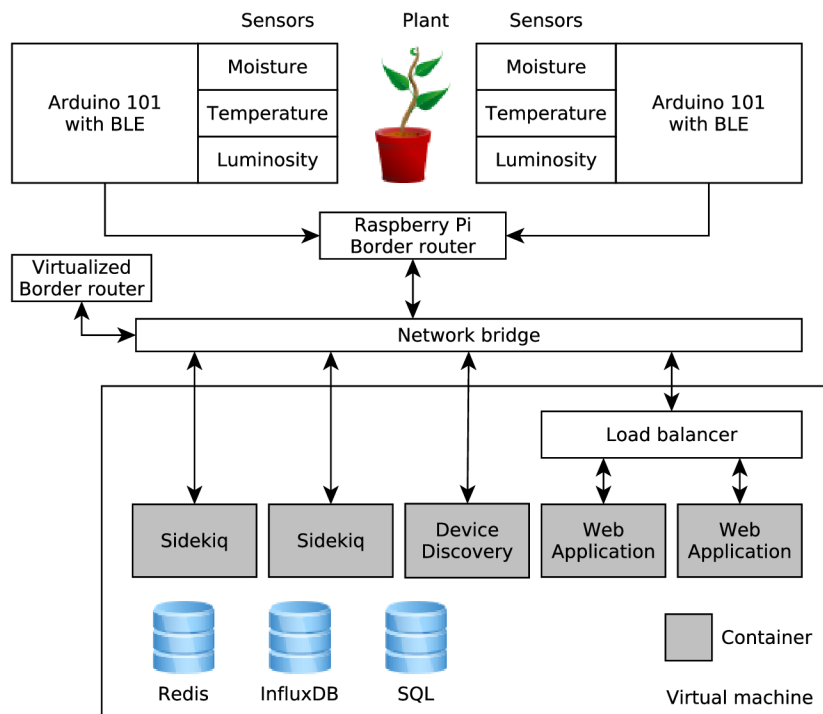 Sensors
Plant
Sensors
Arduino 101
with BLE
Moisture
Temperature
Luminosity
Moisture
Temperature
Luminosity
Arduino 101
with BLE
Raspberry Pi
Border router
Virtualized
Border router
Network bridge
Load balancer
Sidekiq
Sidekiq
Device
Discovery
Web
Application
Web
Application
Redis
InfluxDB
SQL
Container
Virtual machine